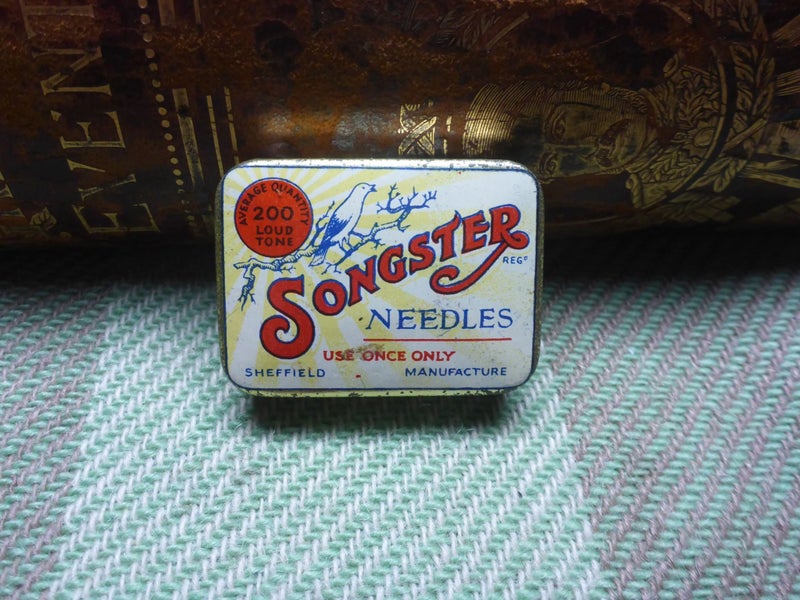 AVERAGE QUANTITY
200
LOUD
TONE
SONGSTER
REGD
NEEDLES
USE ONCE ONLY
SHEFFIELD MANUFACTURE